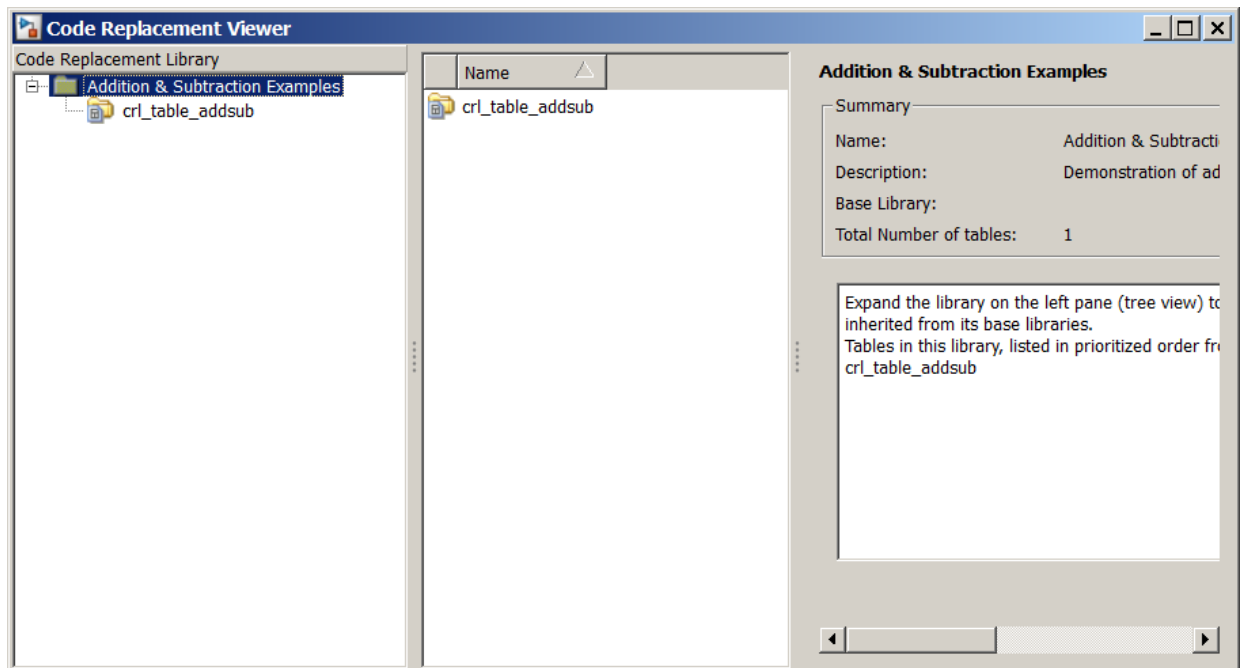 Code Replacement Viewer
Code Replacement Library
Addition & Subtraction Examples
crl_table_addsub
Name
crl_table_addsub
Addition & Subtraction Examples
Summary
Name: Addition & Subtracti
Description: Demonstration of ad
Base Library:
Total Number of tables: 1
Expand the library on the left pane (tree view) to
inherited from its base libraries.
Tables in this library, listed in prioritized order fr
crl_table_addsub